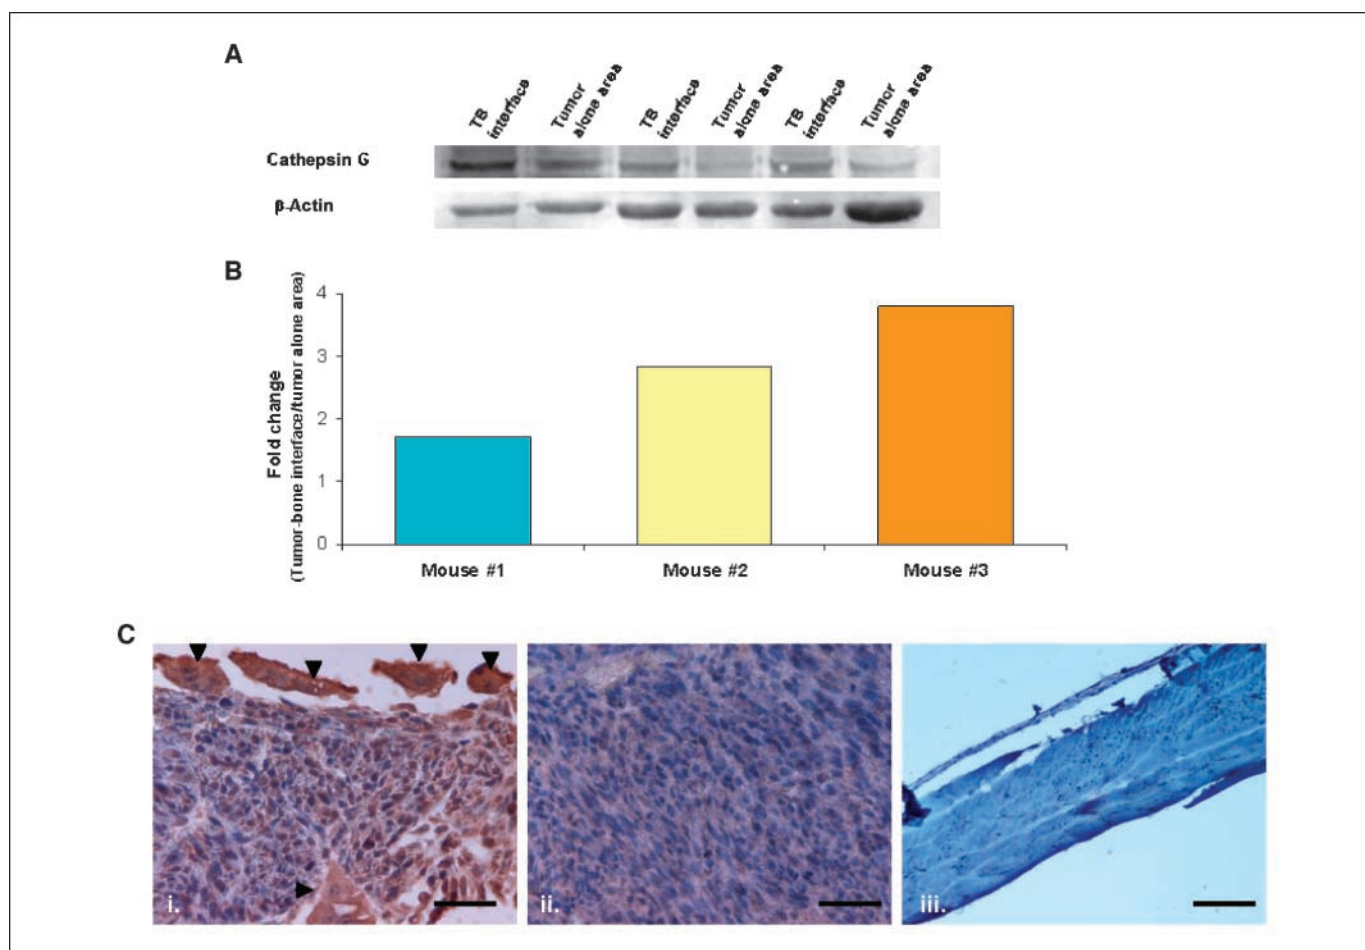 A
TB
interface
Tumor
alone area
TB
interface
Tumor
alone area
TB
interface
Tumor
alone area
Cathepsin G
β-Actin
B
Fold change
(Tumor-bone interface/tumor alone area)
4
3
2
1
0
Mouse #1
Mouse #2
Mouse #3
C
i.
ii.
iii.